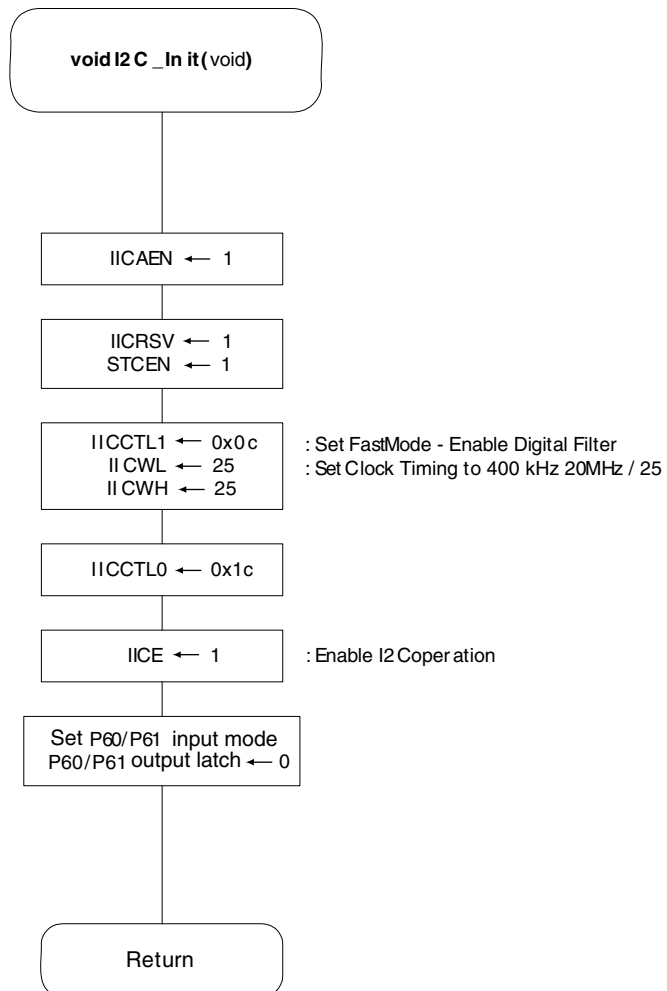 void I2C_Init(void)
IICAEN ← 1
IICRSV ← 1
STCEN ← 1
IICCTL1 ← 0x0c : Set FastMode - Enable Digital Filter
IICWL ← 25 : Set Clock Timing to 400 kHz 20MHz / 25
IICWH ← 25
IICCTL0 ← 0x1c
IICE ← 1 : Enable I2C operation
Set P60/P61 input mode
P60/P61 output latch ← 0
Return